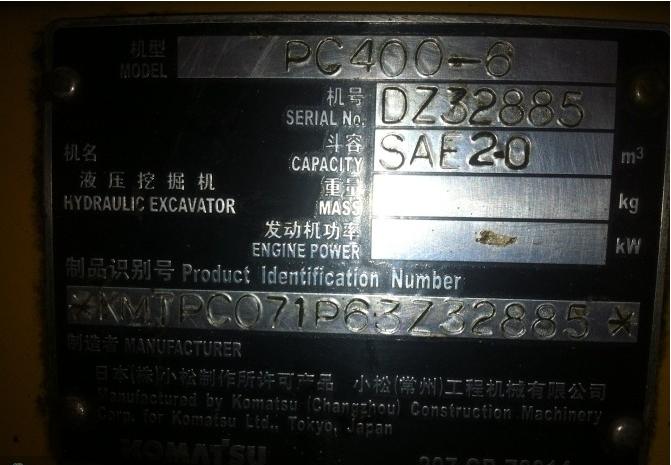 机型
MODEL PC400-6
机号
SERIAL No. DZ32885
斗容
CAPACITY SAE2.0 m³
机名
液压挖掘机
HYDRAULIC EXCAVATOR
重量
MASS kg
发动机功率
ENGINE POWER kW
制品识别号 Product Identification Number
*KMTPC071P63Z32885*
制造者 MANUFACTURER
日本(株)小松制作所许可产品 小松(常州)工程机械有限公司
Manufactured by Komatsu (Changzhou) Construction Machinery
Corp. for Komatsu Ltd., Tokyo, Japan
KOMATSU